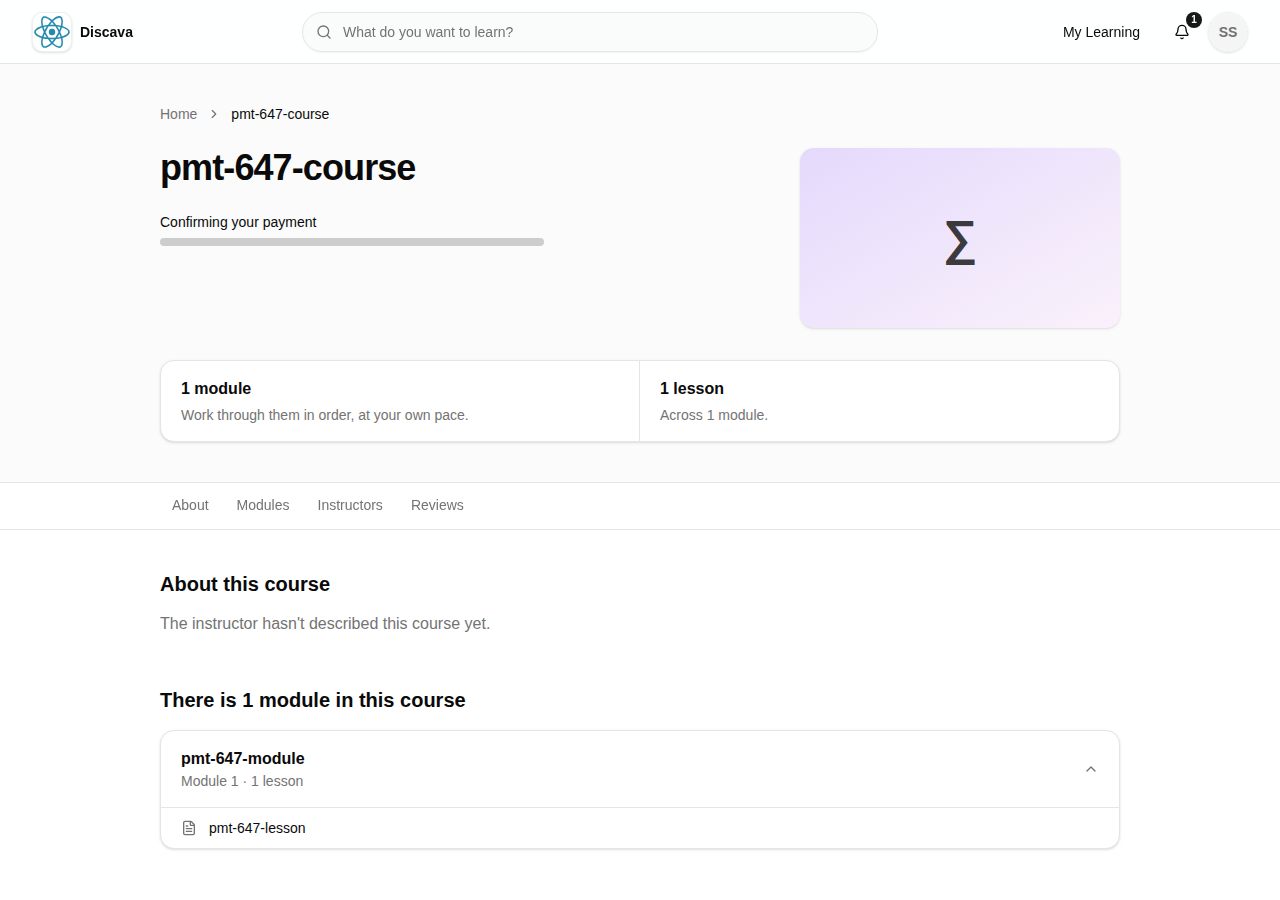 Discava
What do you want to learn?
My Learning
1
SS
Home
pmt-647-course
pmt-647-course
Confirming your payment
∑
1 module
Work through them in order, at your own pace.
1 lesson
Across 1 module.
About
Modules
Instructors
Reviews
About this course
The instructor hasn't described this course yet.
There is 1 module in this course
pmt-647-module
Module 1 · 1 lesson
pmt-647-lesson